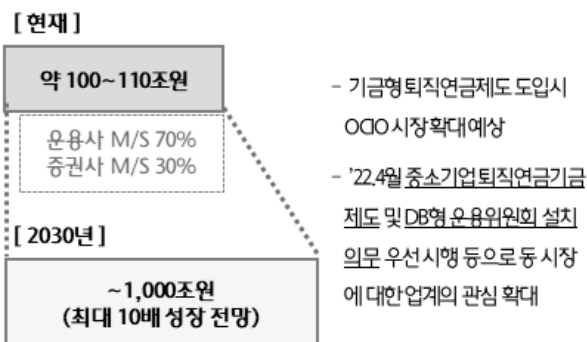 [ 현재 ]
약 100~110조원
운용사 M/S 70%
증권사 M/S 30%
[ 2030년 ]
~1,000조원
(최대 10배 성장 전망)
- 기금형 퇴직연금제도 도입시
OCIO 시장 확대 예상
- ’22.4월 중소기업 퇴직연금기금
제도 및 DB형 운용위원회 설치
의무 우선 시행 등으로 동 시장
에 대한 업계의 관심 확대